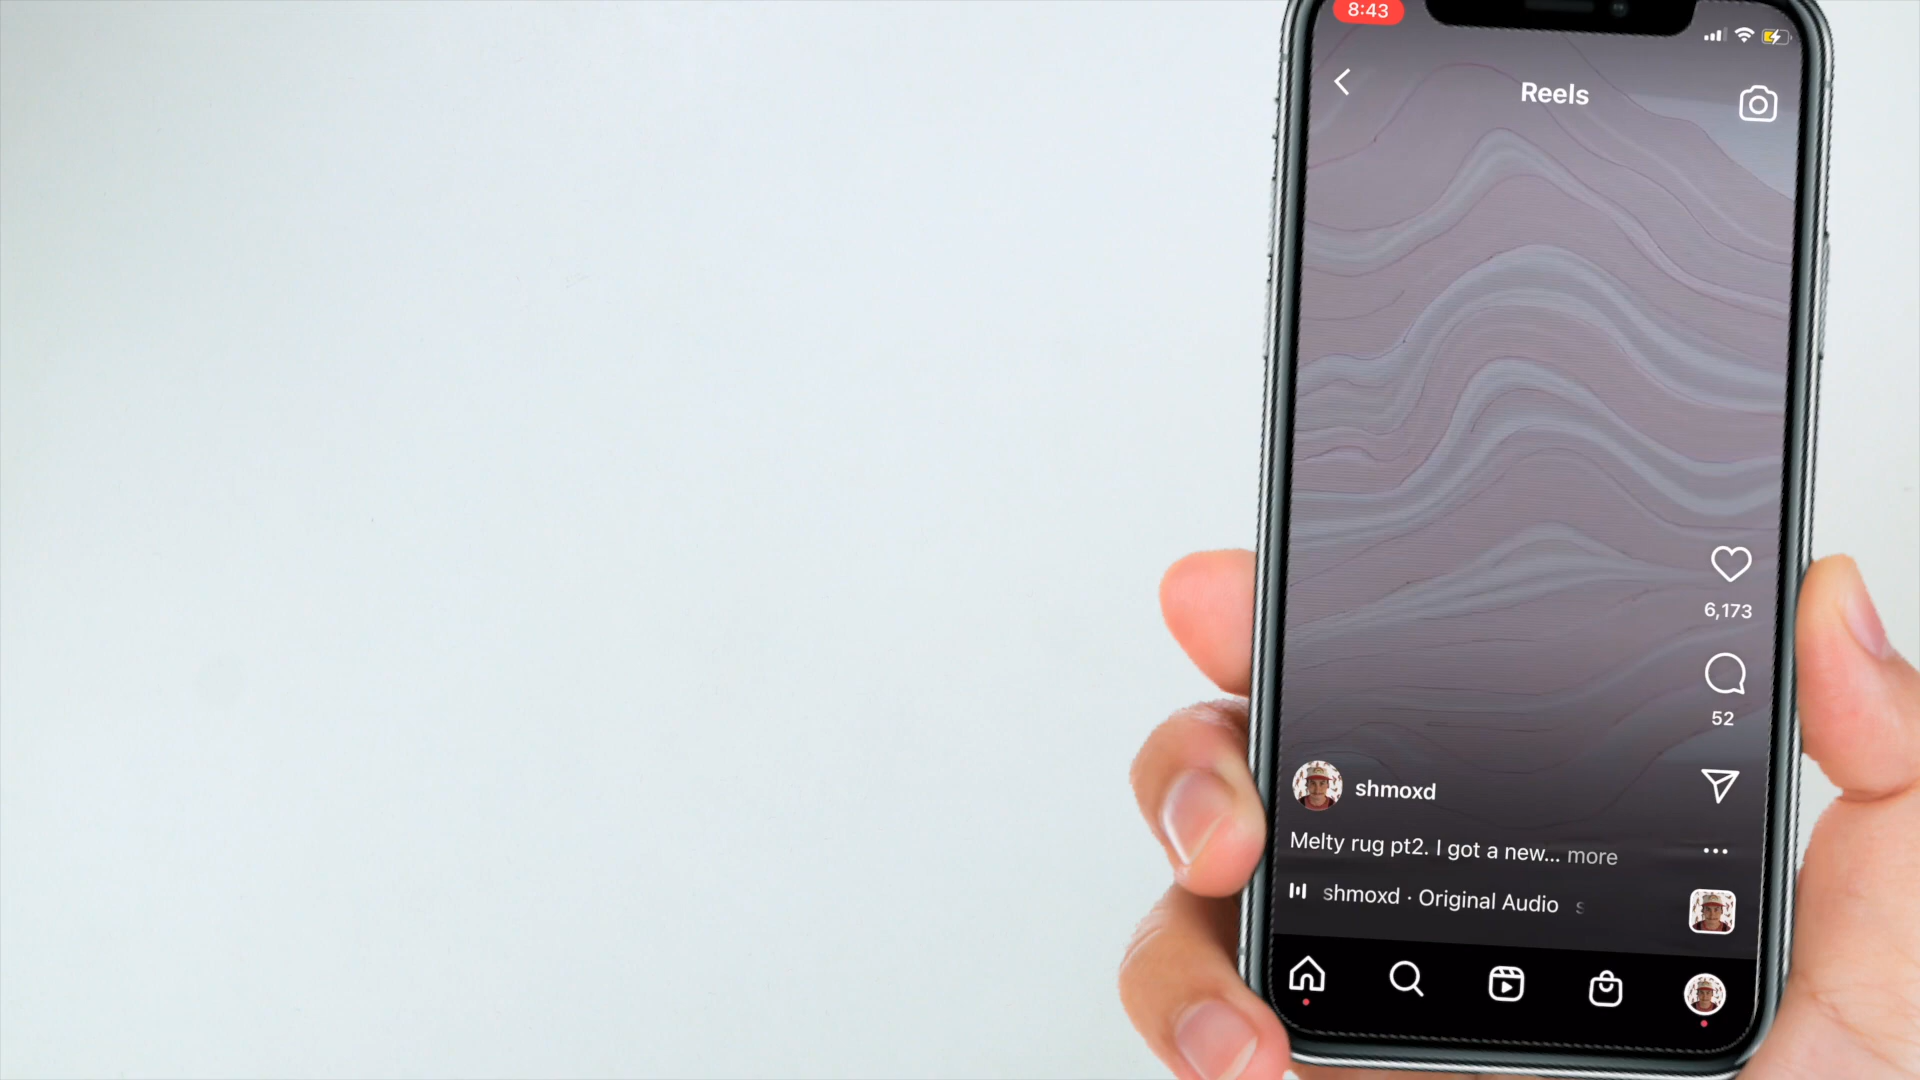 8:43
Reels
6,173
52
shmoxd
Melty rug pt2. I got a new... more
shmoxd · Original Audio s